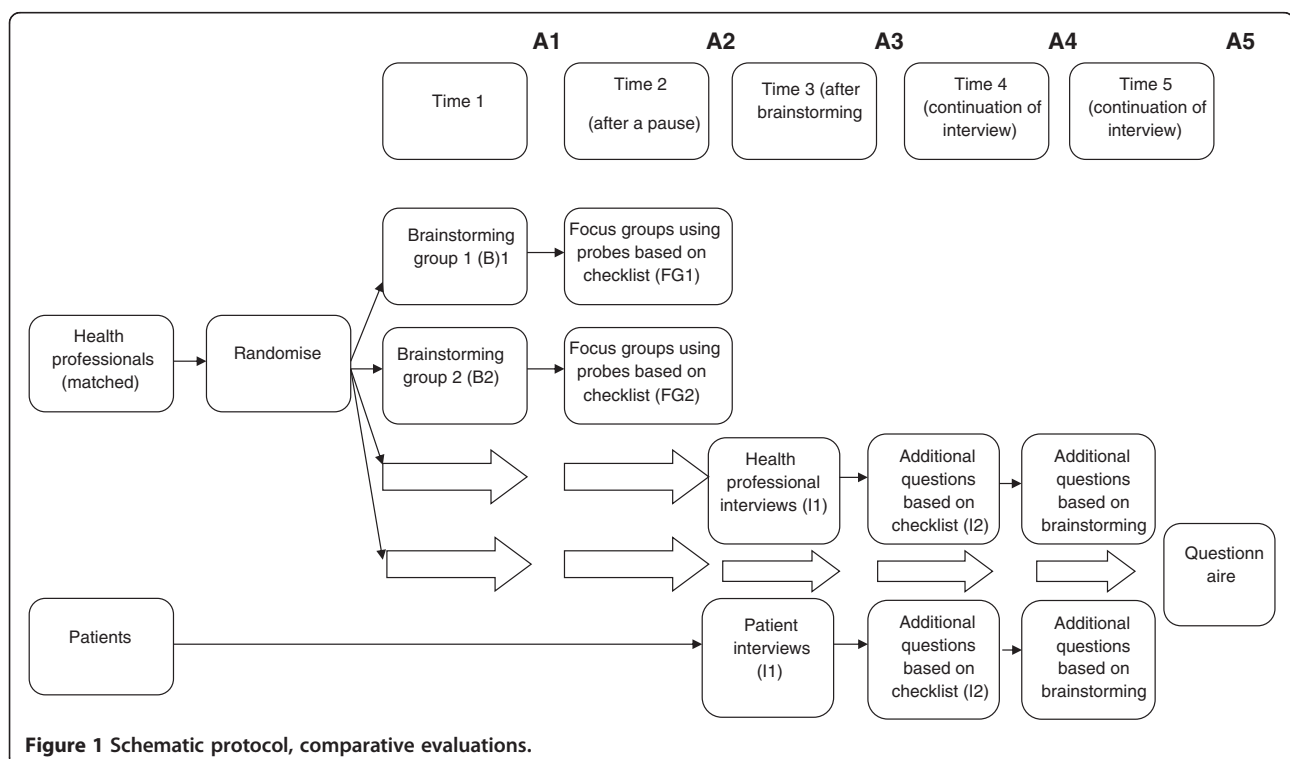 A1 A2 A3 A4 A5
Time 1
Time 2
(after a pause)
Time 3 (after
brainstorming
Time 4
(continuation of
interview)
Time 5
(continuation of
interview)
Brainstorming
group 1 (B)1
Focus groups using
probes based on
checklist (FG1)
Health
professionals
(matched)
Randomise
Brainstorming
group 2 (B2)
Focus groups using
probes based on
checklist (FG2)
Health
professional
interviews (I1)
Additional
questions
based on
checklist (I2)
Additional
questions
based on
brainstorming
Questionn
aire
Patients
Patient
interviews
(I1)
Additional
questions
based on
checklist (I2)
Additional
questions
based on
brainstorming
Figure 1 Schematic protocol, comparative evaluations.